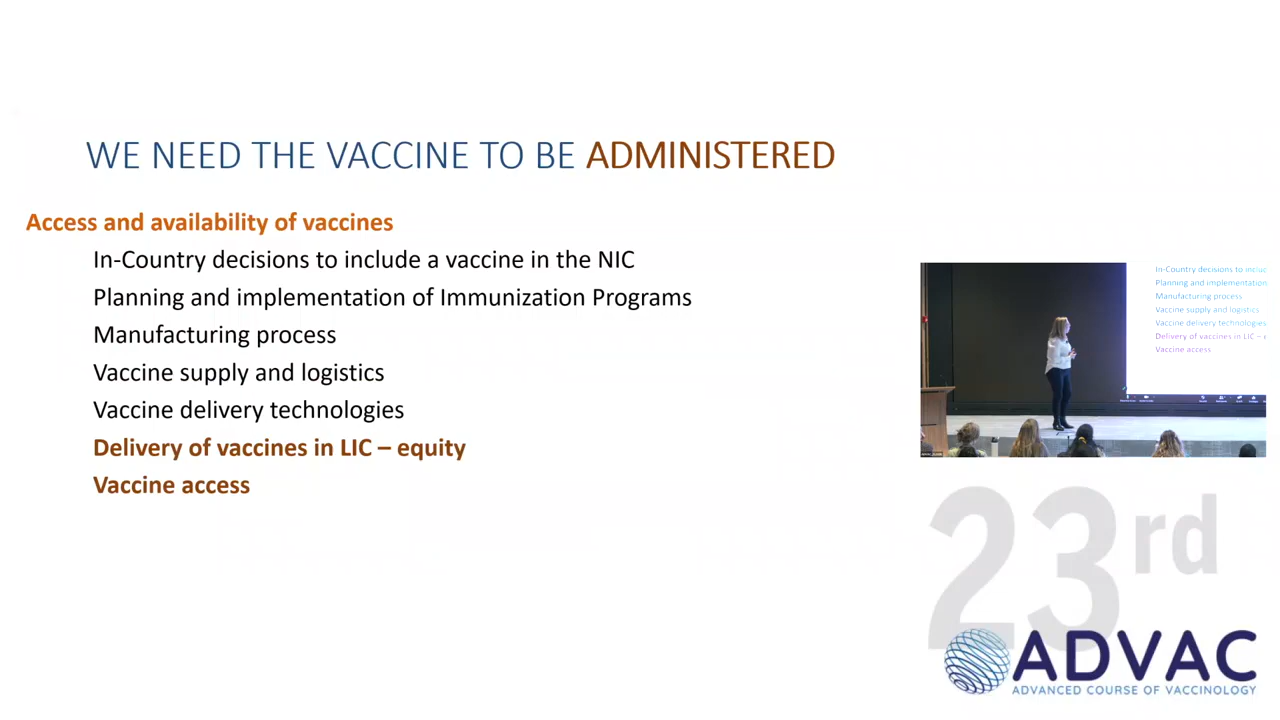 WE NEED THE VACCINE TO BE ADMINISTERED
Access and availability of vaccines
In-Country decisions to include a vaccine in the NIC
Planning and implementation of Immunization Programs
Manufacturing process
Vaccine supply and logistics
Vaccine delivery technologies
Delivery of vaccines in LIC – equity
Vaccine access
In-Country decisions to includ
Planning and implementation
Manufacturing process
Vaccine supply and logistics
Vaccine delivery technologies
Delivery of vaccines in LIC – e
Vaccine access
23rd
ADVAC
ADVANCED COURSE OF VACCINOLOGY